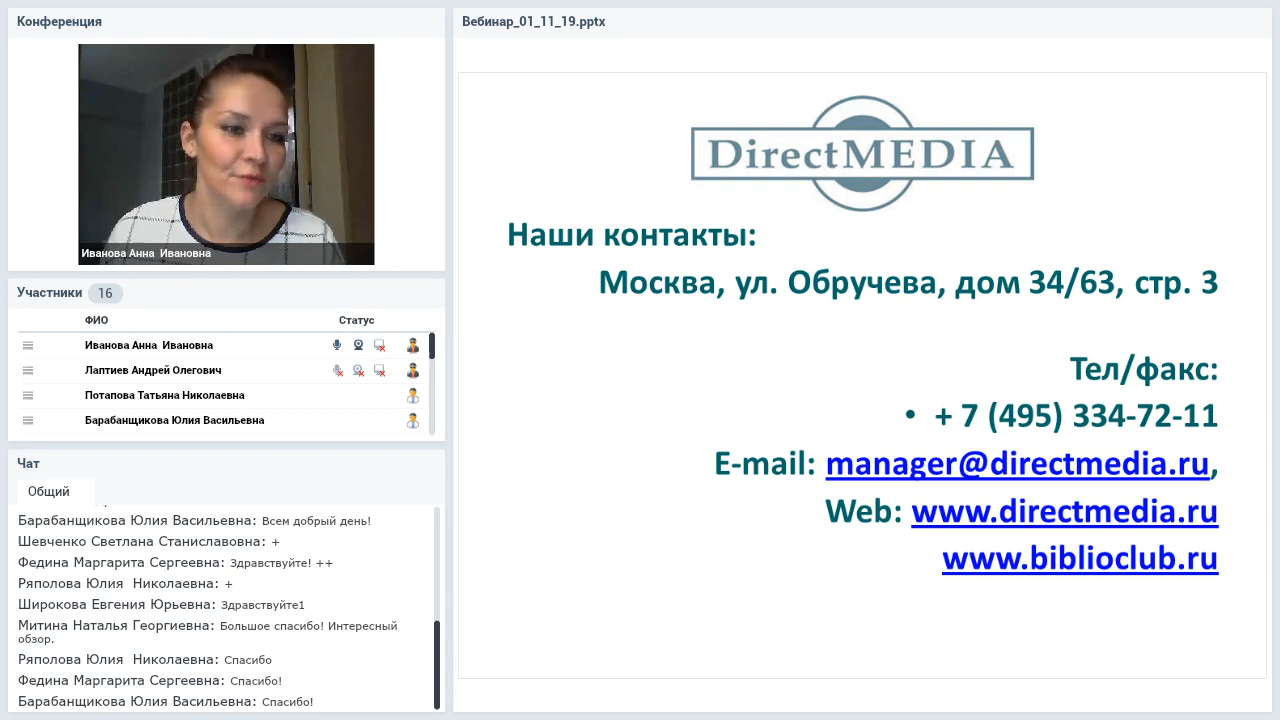 Конференция
Иванова Анна  Ивановна
Участники 16
ФИО Статус
Иванова Анна  Ивановна
Лаптиев Андрей Олегович
Потапова Татьяна Николаевна
Барабанщикова Юлия Васильевна
Чат
Общий
Барабанщикова Юлия Васильевна: Всем добрый день!
Шевченко Светлана Станиславовна: +
Федина Маргарита Сергеевна: Здравствуйте! ++
Ряполова Юлия  Николаевна: +
Широкова Евгения Юрьевна: Здравствуйте1
Митина Наталья Георгиевна: Большое спасибо! Интересный
обзор.
Ряполова Юлия  Николаевна: Спасибо
Федина Маргарита Сергеевна: Спасибо!
Барабанщикова Юлия Васильевна: Спасибо!
Вебинар_01_11_19.pptx
DirectMEDIA
Наши контакты:
Москва, ул. Обручева, дом 34/63, стр. 3
Тел/факс:
• + 7 (495) 334-72-11
E-mail: manager@directmedia.ru,
Web: www.directmedia.ru
www.biblioclub.ru